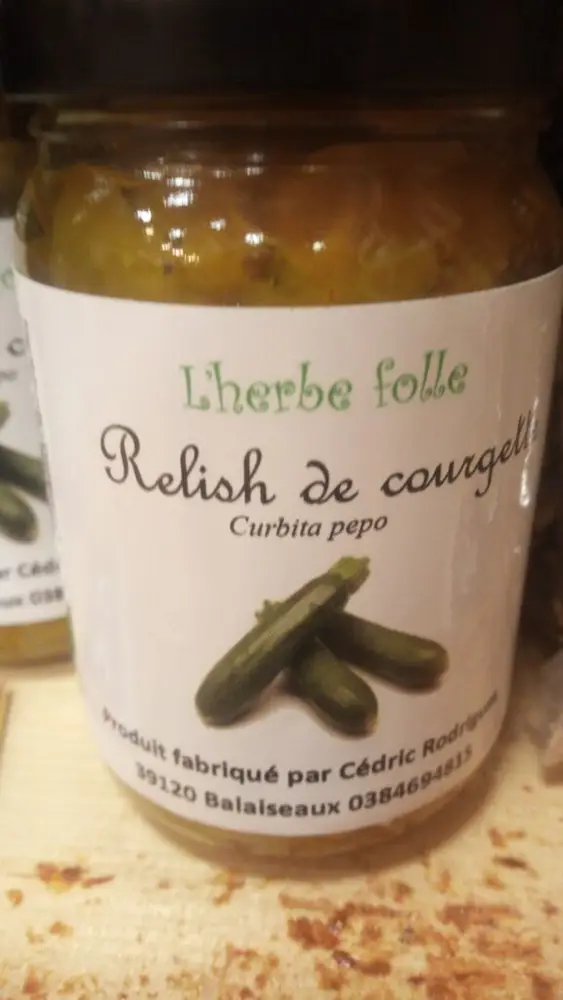 L'herbe folle
Relish de courgett
Curbita pepo
Produit fabriqué par Cédric Rodrigues
39120 Balaiseaux 0384694815